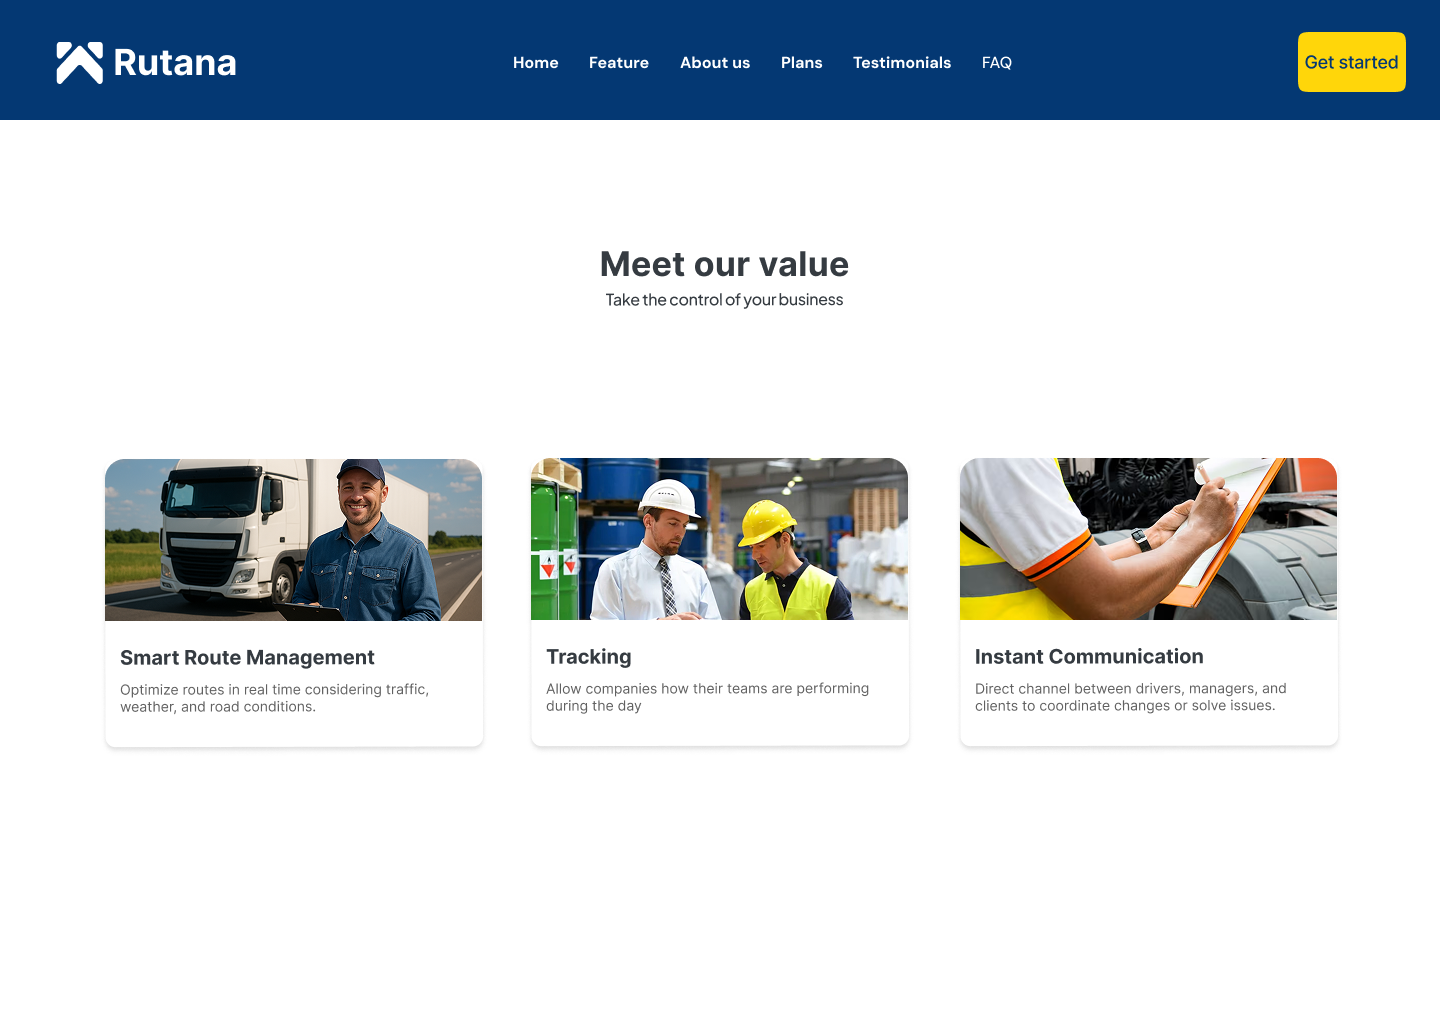 Rutana
Home Feature About us Plans Testimonials FAQ
Get started
Meet our value
Take the control of your business
Smart Route Management
Optimize routes in real time considering traffic,
weather, and road conditions.
Tracking
Allow companies how their teams are performing
during the day
Instant Communication
Direct channel between drivers, managers, and
clients to coordinate changes or solve issues.